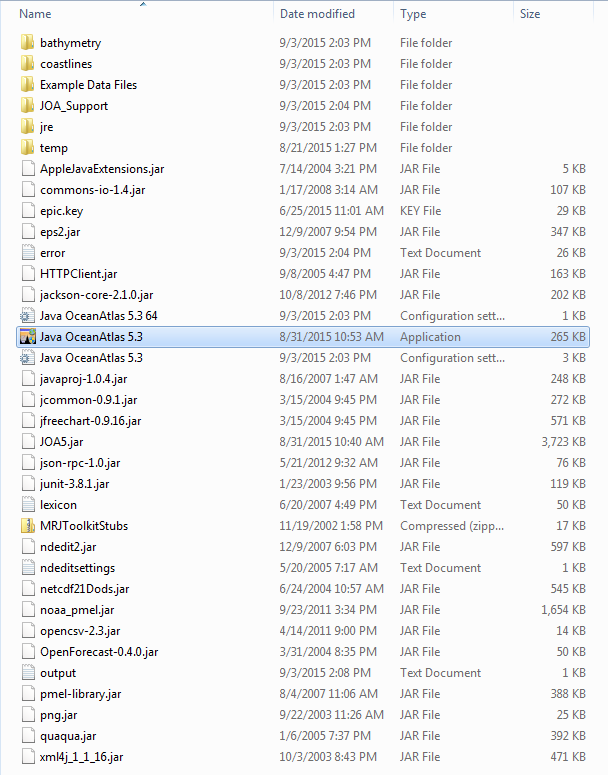 Name Date modified Type Size
bathymetry 9/3/2015 2:03 PM File folder
coastlines 9/3/2015 2:03 PM File folder
Example Data Files 9/3/2015 2:03 PM File folder
JOA_Support 9/3/2015 2:04 PM File folder
jre 9/3/2015 2:03 PM File folder
temp 8/21/2015 1:27 PM File folder
AppleJavaExtensions.jar 7/14/2004 3:21 PM JAR File 5 KB
commons-io-1.4.jar 1/17/2008 3:14 AM JAR File 107 KB
epic.key 6/25/2015 11:01 AM KEY File 29 KB
eps2.jar 12/9/2007 9:54 PM JAR File 347 KB
error 9/3/2015 2:04 PM Text Document 26 KB
HTTPClient.jar 9/8/2005 4:47 PM JAR File 163 KB
jackson-core-2.1.0.jar 10/8/2012 7:46 PM JAR File 202 KB
Java OceanAtlas 5.3 64 9/3/2015 2:03 PM Configuration sett... 1 KB
Java OceanAtlas 5.3 8/31/2015 10:53 AM Application 265 KB
Java OceanAtlas 5.3 9/3/2015 2:03 PM Configuration sett... 3 KB
javaproj-1.0.4.jar 8/16/2007 1:47 AM JAR File 248 KB
jcommon-0.9.1.jar 3/15/2004 9:45 PM JAR File 272 KB
jfreechart-0.9.16.jar 3/15/2004 9:45 PM JAR File 571 KB
JOA5.jar 8/31/2015 10:40 AM JAR File 3,723 KB
json-rpc-1.0.jar 5/21/2012 9:32 AM JAR File 76 KB
junit-3.8.1.jar 1/23/2003 9:56 PM JAR File 119 KB
lexicon 6/20/2007 4:49 PM Text Document 50 KB
MRJToolkitStubs 11/19/2002 1:58 PM Compressed (zipp... 17 KB
ndedit2.jar 12/9/2007 6:03 PM JAR File 597 KB
ndeditsettings 5/20/2005 7:17 AM Text Document 1 KB
netcdf21Dods.jar 6/24/2004 10:57 AM JAR File 545 KB
noaa_pmel.jar 9/23/2011 3:34 PM JAR File 1,654 KB
opencsv-2.3.jar 4/14/2011 9:00 PM JAR File 14 KB
OpenForecast-0.4.0.jar 3/31/2004 8:35 PM JAR File 50 KB
output 9/3/2015 2:08 PM Text Document 1 KB
pmel-library.jar 8/4/2007 11:06 AM JAR File 388 KB
png.jar 9/22/2003 11:26 AM JAR File 25 KB
quaqua.jar 1/6/2005 7:37 PM JAR File 392 KB
xml4j_1_1_16.jar 10/3/2003 8:43 PM JAR File 471 KB